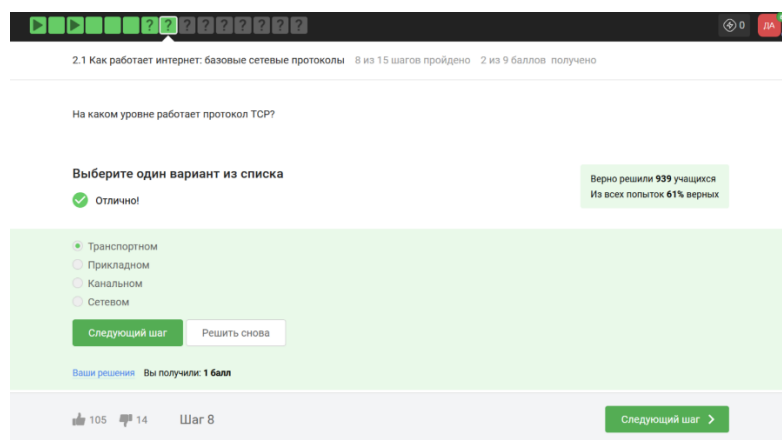 ? ? ? ? ? ? ? ? ? ?
0 ДА
2.1 Как работает интернет: базовые сетевые протоколы 8 из 15 шагов пройдено 2 из 9 баллов получено
На каком уровне работает протокол TCP?
Выберите один вариант из списка
Отлично!
Верно решили 939 учащихся
Из всех попыток 61% верных
Транспортном
Прикладном
Канальном
Сетевом
Следующий шаг Решить снова
Ваши решения Вы получили: 1 балл
105 14 Шаг 8 Следующий шаг